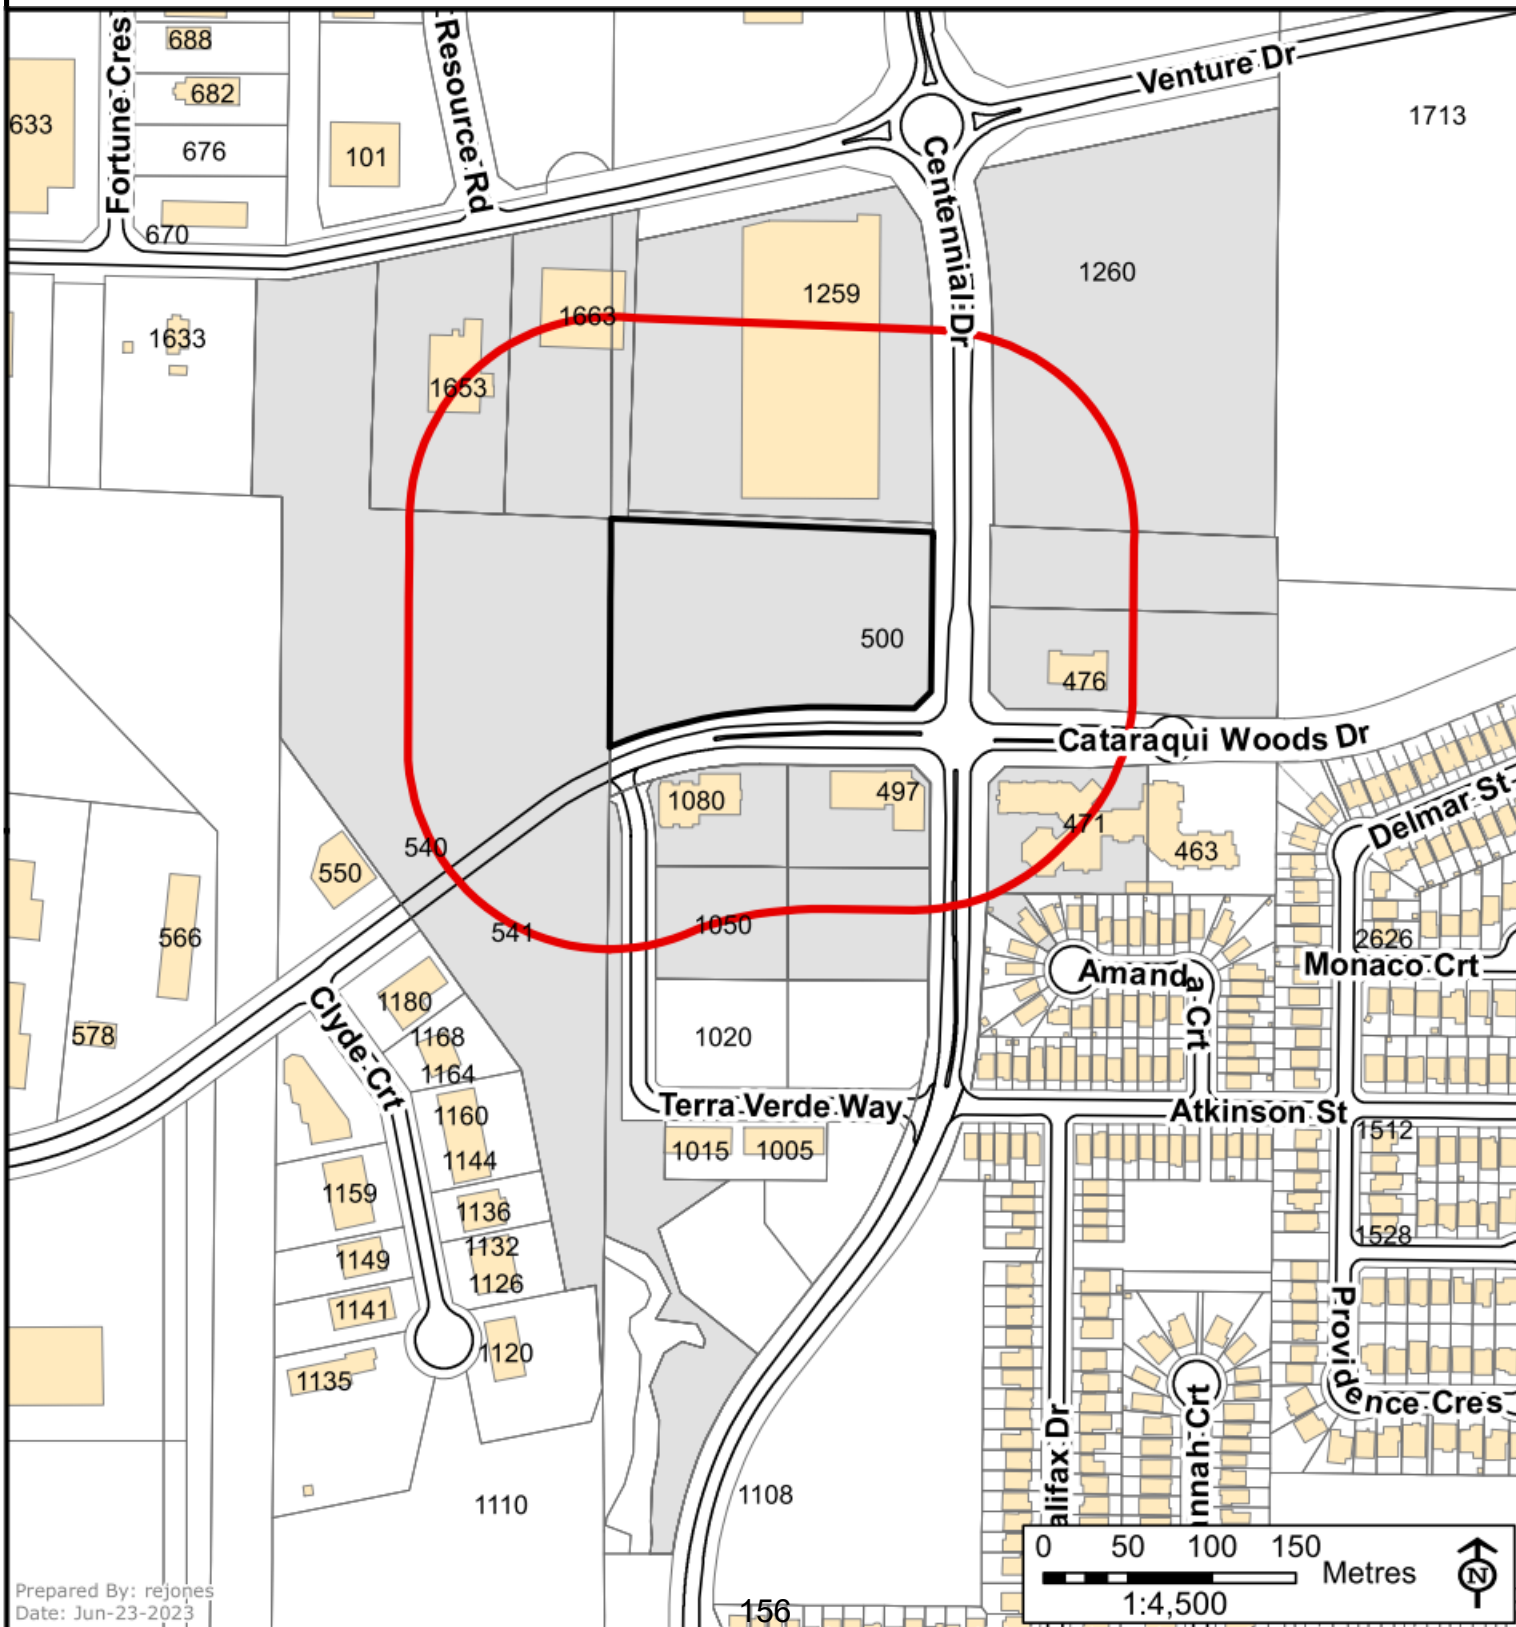 Fortune Cres
688
Resource Rd
Venture Dr
682
633
1713
676
101
Centennial Dr
670
1260
1259
1663
1633
1653
500
476
Cataraqui Woods Dr
1080
497
Delmar St
471
540
463
550
1050
541
566
2626
Monaco Crt
Amanda Crt
1180
Clyde Crt
578
1168
1020
1164
Terra Verde Way
Atkinson St
1160
1512
1015
1005
1144
1159
1136
1528
1132
1149
1126
1141
Providence Cres
1120
1135
alifax Dr
nnah Crt
1108
1110
0 50 100 150
Metres
N
1:4,500
Prepared By: rejones
Date: Jun-23-2023
156